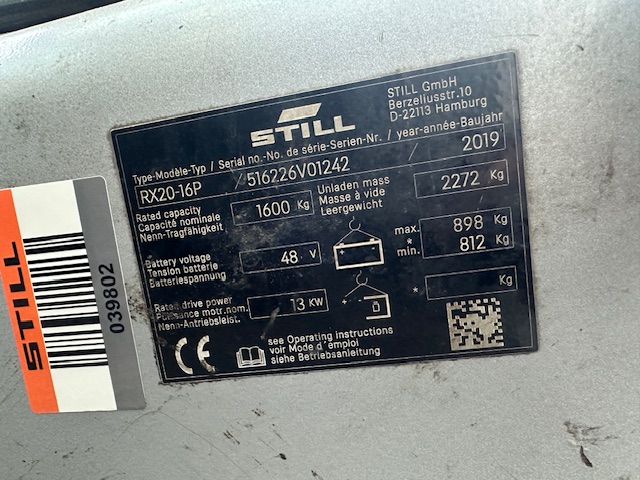 STILL
STILL GmbH
Berzeliusstr.10
D-22113 Hamburg
Type-Modèle-Typ / Serial no.-No. de série-Serien-Nr. / year-année-Baujahr
RX20-16P / 516226V01242 / 2019
Rated capacity
Capacité nominale
Nenn-Tragfähigkeit
1600 Kg
Unladen mass
Masse à vide
Leergewicht
2272 Kg
Battery voltage
Tension batterie
Batteriespannung
48 V
max. 898 Kg
*
min. 812 Kg
Rated drive power
Puissance motr.nom.
Nenn-Antriebsleist.
13 KW
* Kg
CE
see Operating instructions
voir Mode d'emploi
siehe Betriebsanleitung
STILL
039802